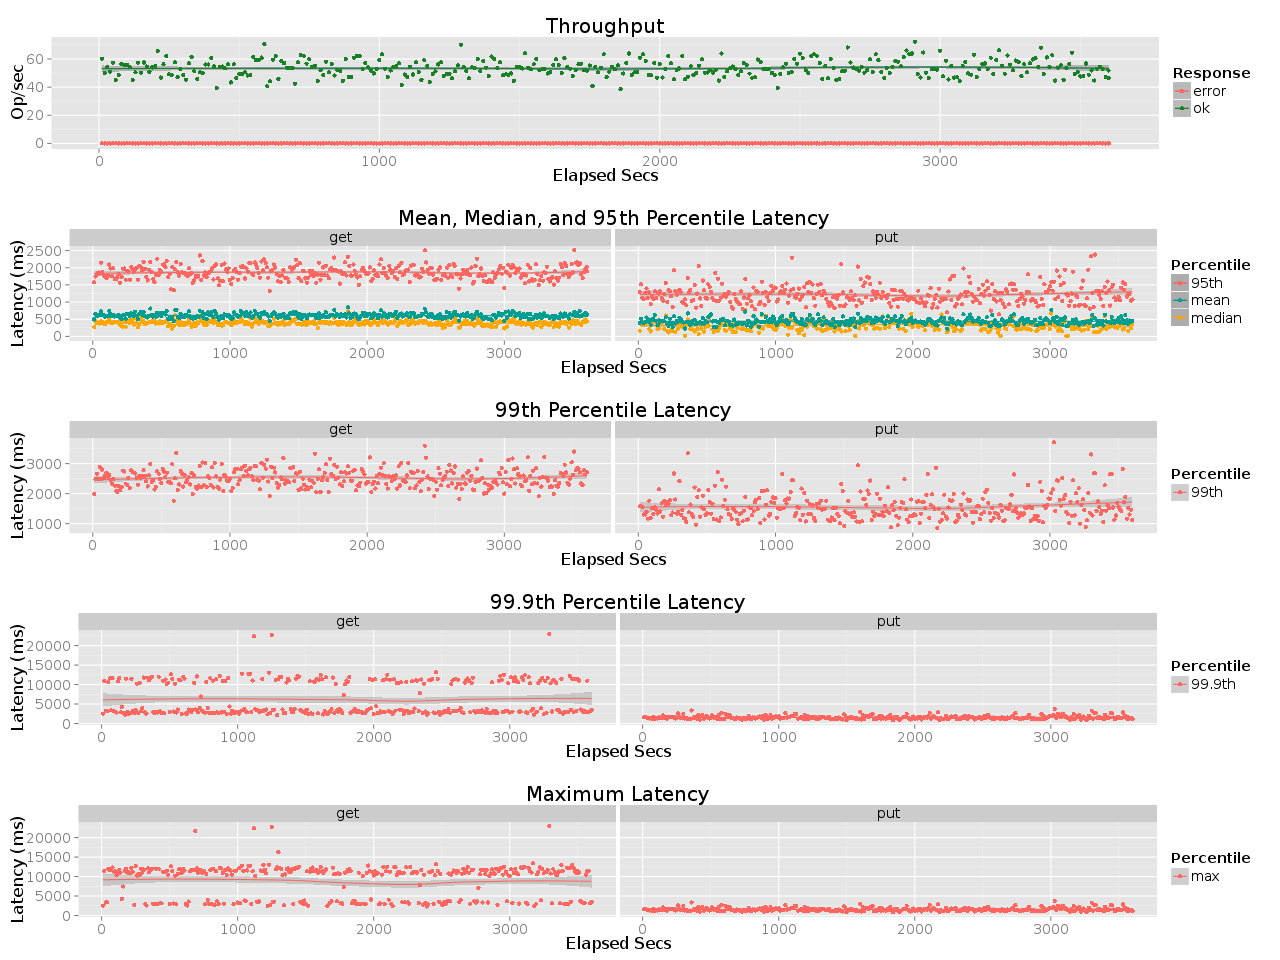 Throughput
60
40
20
0
Op/sec
0 1000 2000 3000
Elapsed Secs
Response
error
ok
Mean, Median, and 95th Percentile Latency
get put
2500
2000
1500
1000
500
0
Latency (ms)
0 1000 2000 3000 0 1000 2000 3000
Elapsed Secs
Percentile
95th
mean
median
99th Percentile Latency
get put
3000
2000
1000
Latency (ms)
0 1000 2000 3000 0 1000 2000 3000
Elapsed Secs
Percentile
99th
99.9th Percentile Latency
get put
20000
15000
10000
5000
0
Latency (ms)
0 1000 2000 3000 0 1000 2000 3000
Elapsed Secs
Percentile
99.9th
Maximum Latency
get put
20000
15000
10000
5000
0
Latency (ms)
0 1000 2000 3000 0 1000 2000 3000
Elapsed Secs
Percentile
max